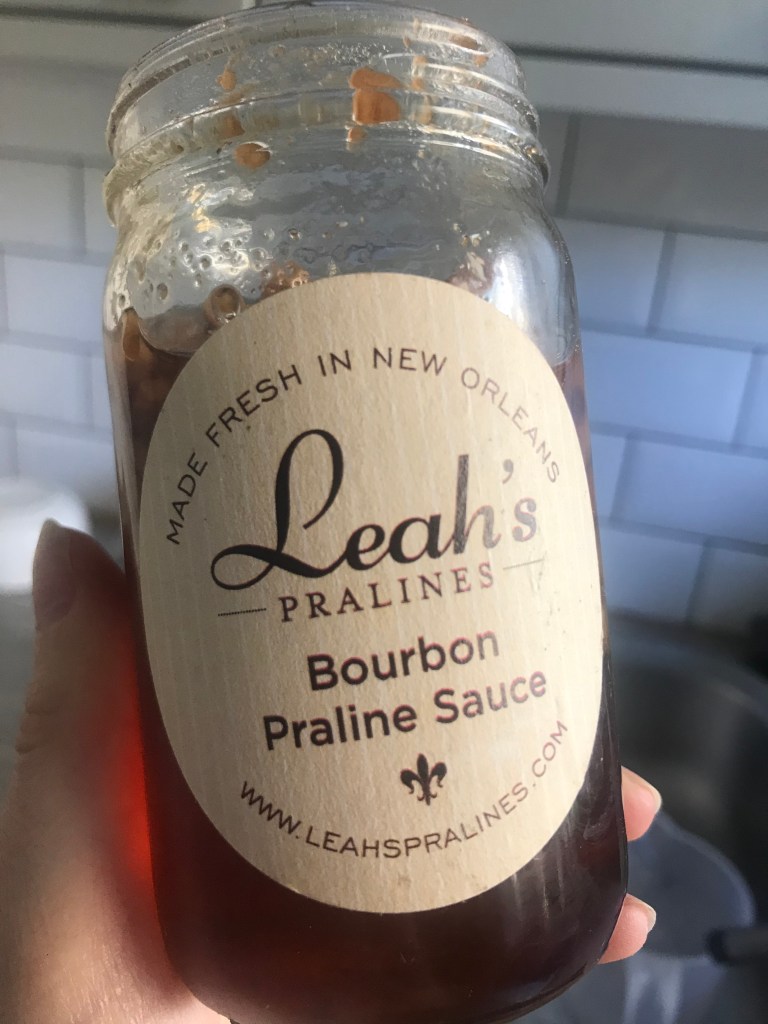 MADE FRESH IN NEW ORLEANS
Leah's
PRALINES
Bourbon
Praline Sauce
WWW.LEAHSPRALINES.COM